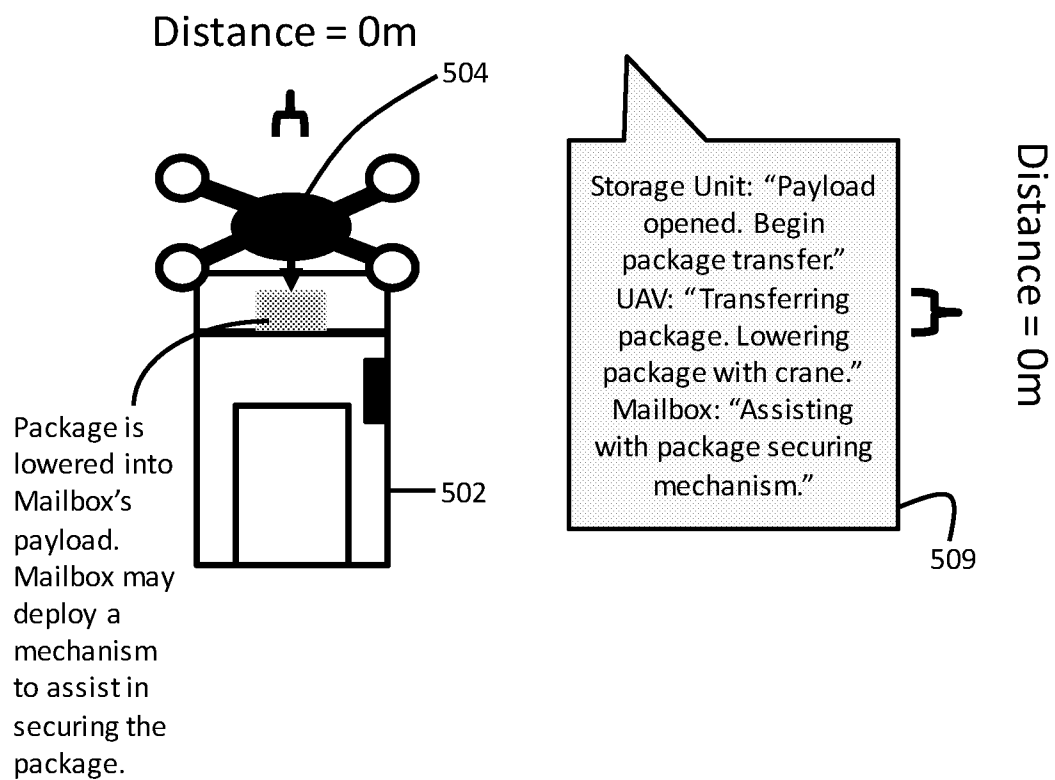 Distance = 0m
504
Package is
lowered into
Mailbox’s
payload.
Mailbox may
deploy a
mechanism
to assist in
securing the
package.
502
Storage Unit: “Payload
opened. Begin
package transfer.”
UAV: “Transferring
package. Lowering
package with crane.”
Mailbox: “Assisting
with package securing
mechanism.”
509
Distance = 0m